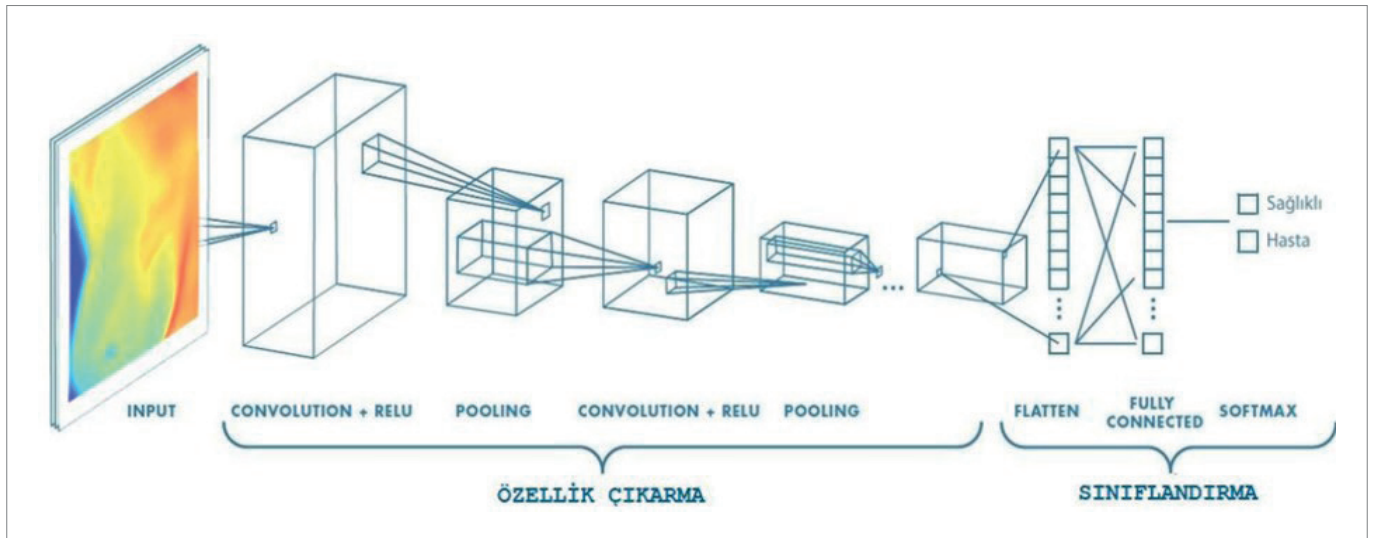 Sağlıklı
Hasta
INPUT
CONVOLUTION + RELU
POOLING
CONVOLUTION + RELU
POOLING
...
FLATTEN
FULLY
CONNECTED
SOFTMAX
ÖZELLİK ÇIKARMA
SINIFLANDIRMA